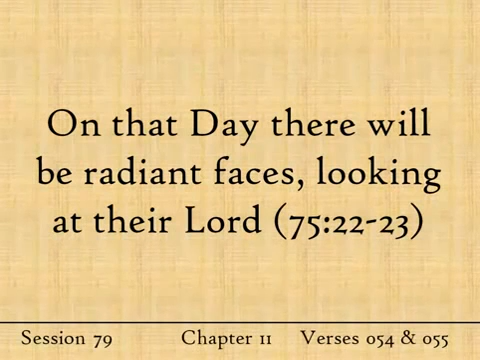 On that Day there will
be radiant faces, looking
at their Lord (75:22-23)
Session 79 Chapter 11 Verses 054 & 055